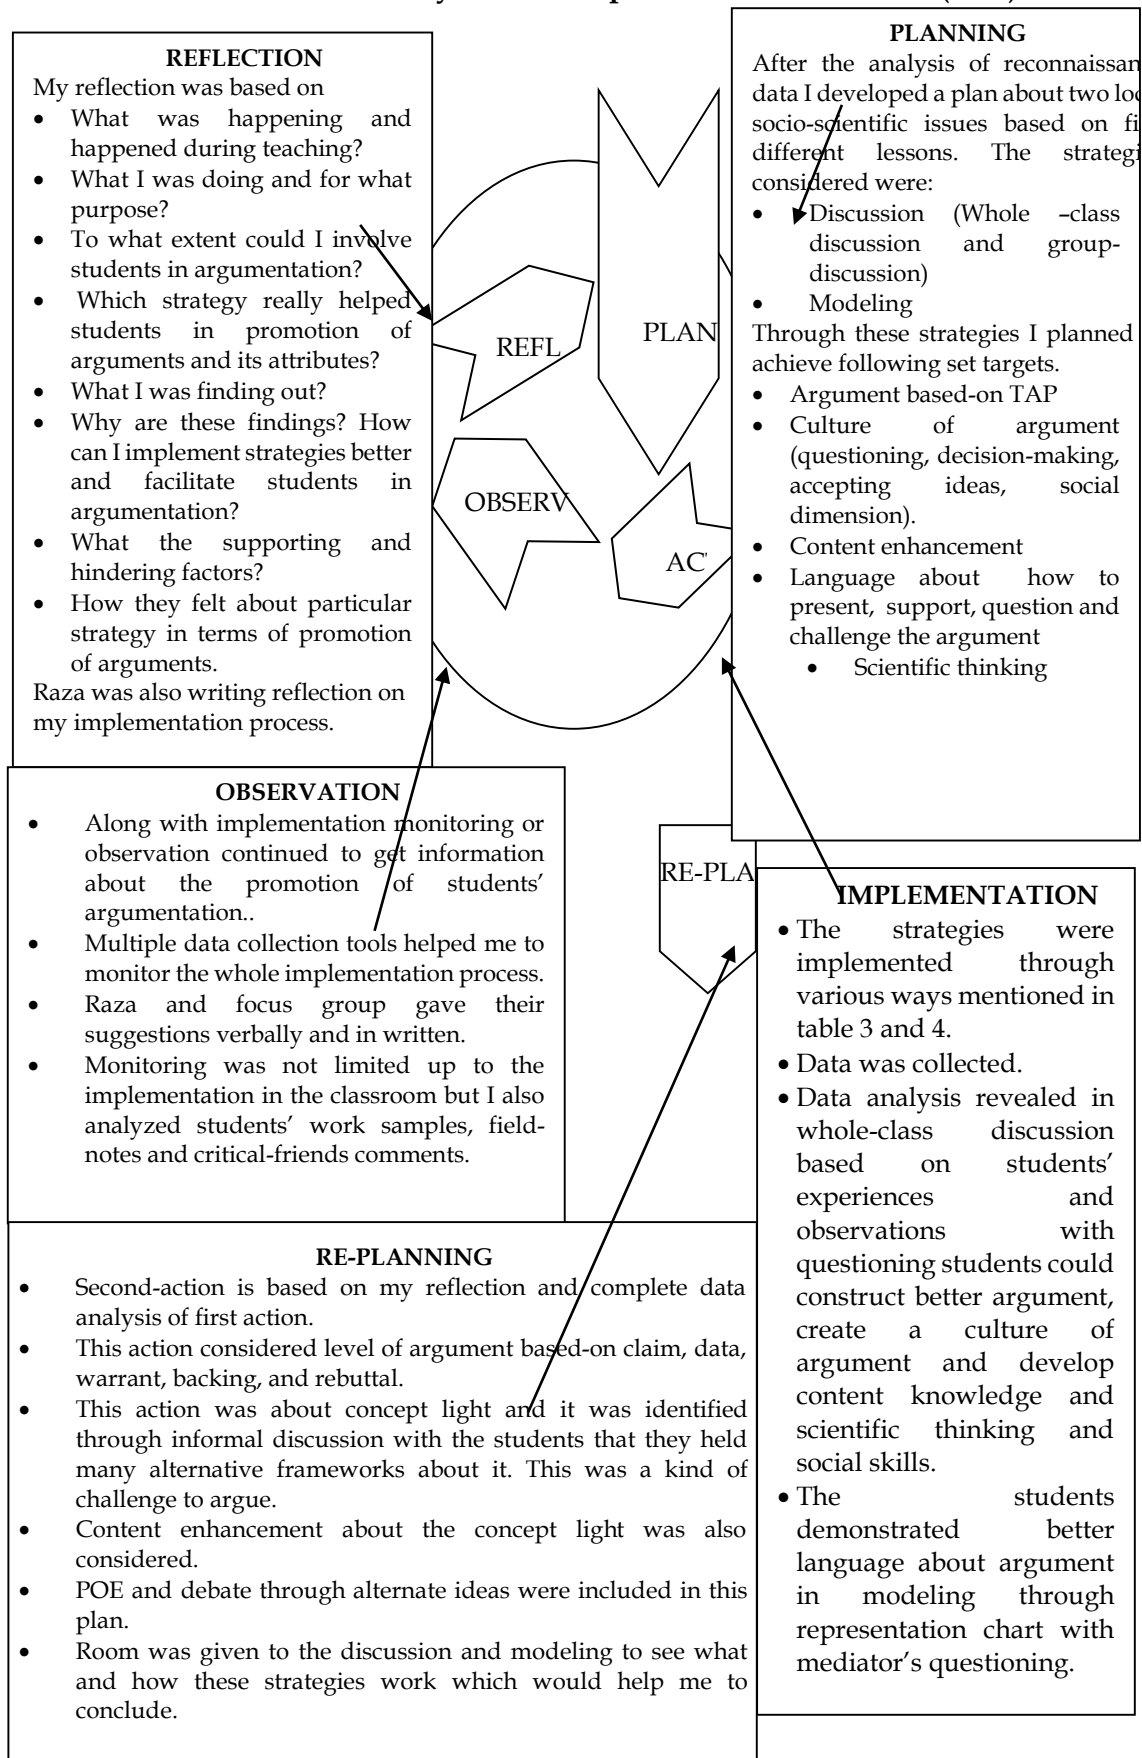 REFLECTION
My reflection was based on
• What was happening and
happened during teaching?
• What I was doing and for what
purpose?
• To what extent could I involve
students in argumentation?
• Which strategy really helped
students in promotion of
arguments and its attributes?
• What I was finding out?
• Why are these findings? How
can I implement strategies better
and facilitate students in
argumentation?
• What the supporting and
hindering factors?
• How they felt about particular
strategy in terms of promotion
of arguments.
Raza was also writing reflection on
my implementation process.
REFL
PLAN
OBSERV
AC
RE-PLA
PLANNING
After the analysis of reconnaissan
data I developed a plan about two
socio-scientific issues based on
different lessons. The strategi
considered were:
• Discussion (Whole –class
discussion and group-
discussion)
• Modeling
Through these strategies I planned
achieve following set targets.
• Argument based-on TAP
• Culture of argument
(questioning, decision-making,
accepting ideas, social
dimension).
• Content enhancement
• Language about how to
present, support, question and
challenge the argument
• Scientific thinking
OBSERVATION
• Along with implementation monitoring or
observation continued to get information
about the promotion of students’
argumentation..
• Multiple data collection tools helped me to
monitor the whole implementation process.
• Raza and focus group gave their
suggestions verbally and in written.
• Monitoring was not limited up to the
implementation in the classroom but I also
analyzed students’ work samples, field-
notes and critical-friends comments.
IMPLEMENTATION
• The strategies were
implemented through
various ways mentioned in
table 3 and 4.
• Data was collected.
• Data analysis revealed in
whole-class discussion
based on students’
experiences and
observations with
questioning students could
construct better argument,
create a culture of
argument and develop
content knowledge and
scientific thinking and
social skills.
• The students
demonstrated better
language about argument
in modeling through
representation chart with
mediator’s questioning.
RE-PLANNING
• Second-action is based on my reflection and complete data
analysis of first action.
• This action considered level of argument based-on claim, data,
warrant, backing, and rebuttal.
• This action was about concept light and it was identified
through informal discussion with the students that they held
many alternative frameworks about it. This was a kind of
challenge to argue.
• Content enhancement about the concept light was also
considered.
• POE and debate through alternate ideas were included in this
plan.
• Room was given to the discussion and modeling to see what
and how these strategies work which would help me to
conclude.